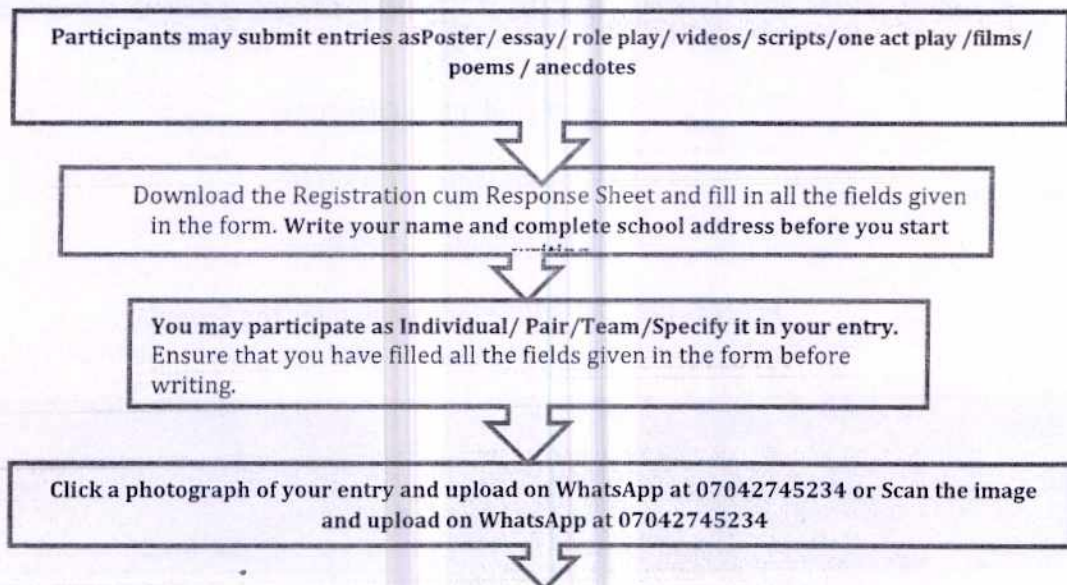 Participants may submit entries asPoster/ essay/ role play/ videos/ scripts/one act play /films/
poems / anecdotes
Download the Registration cum Response Sheet and fill in all the fields given
in the form. Write your name and complete school address before you start
You may participate as Individual/ Pair/Team/Specify it in your entry.
Ensure that you have filled all the fields given in the form before
writing.
Click a photograph of your entry and upload on WhatsApp at 07042745234 or Scan the image
and upload on WhatsApp at 07042745234